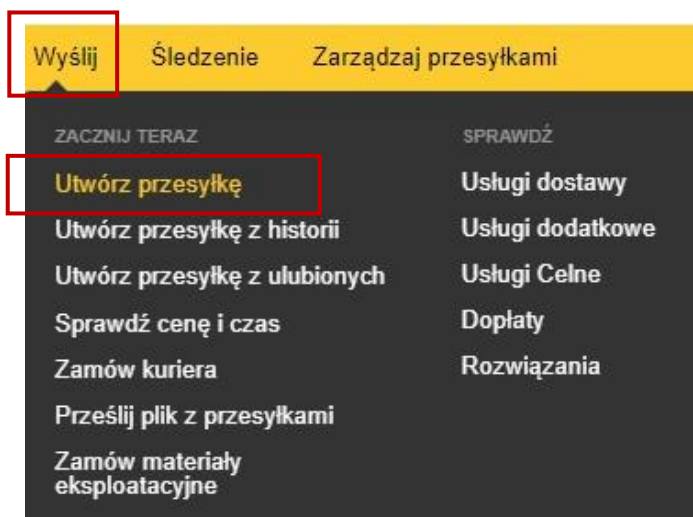 Wyślij Śledzenie Zarządzaj przesyłkami
ZACZNIJ TERAZ
Utwórz przesyłkę
Utwórz przesyłkę z historii
Utwórz przesyłkę z ulubionych
Sprawdź cenę i czas
Zamów kuriera
Prześlij plik z przesyłkami
Zamów materiały
eksploatacyjne
SPRAWDŹ
Usługi dostawy
Usługi dodatkowe
Usługi Celne
Dopłaty
Rozwiązania